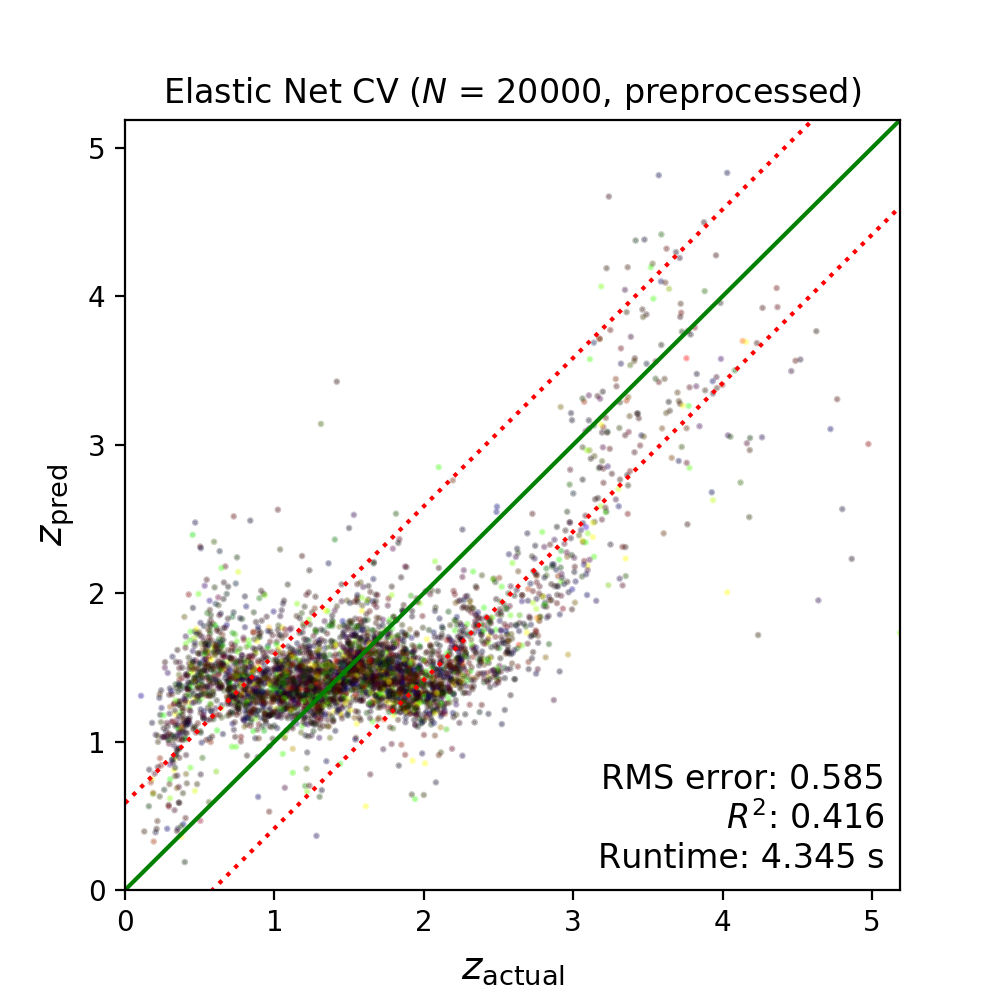 Elastic Net CV (N = 20000, preprocessed)
5
4
3
2
1
0
z_pred
RMS error: 0.585
R²: 0.416
Runtime: 4.345 s
0 1 2 3 4 5
z_actual